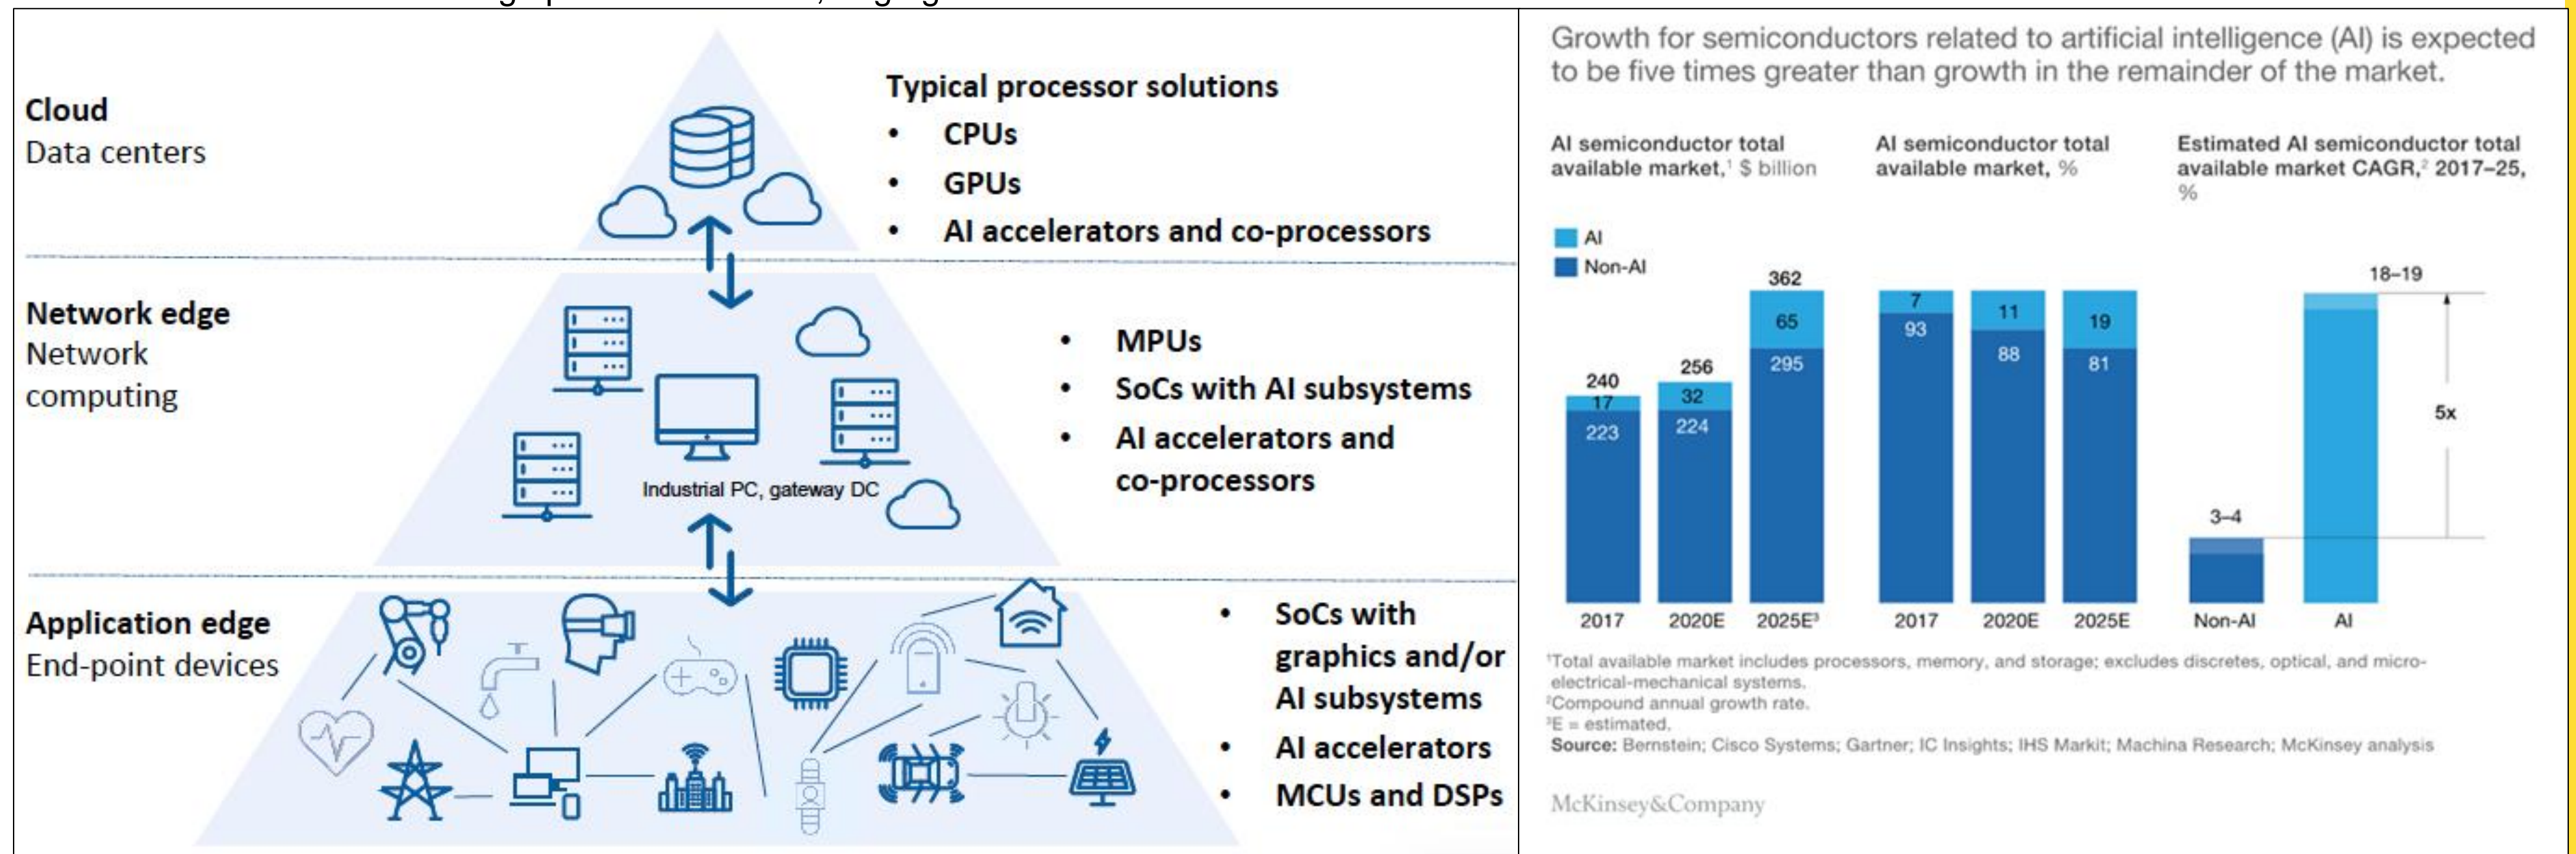 Cloud
Data centers
Typical processor solutions
• CPUs
• GPUs
• AI accelerators and co-processors
Network edge
Network
computing
Industrial PC, gateway DC
• MPUs
• SoCs with AI subsystems
• AI accelerators and
co-processors
Application edge
End-point devices
• SoCs with
graphics and/or
AI subsystems
• AI accelerators
• MCUs and DSPs
Growth for semiconductors related to artificial intelligence (AI) is expected
to be five times greater than growth in the remainder of the market.
AI semiconductor total
available market,¹ $ billion
AI
Non-AI
240
17
223
256
32
224
362
65
295
2017 2020E 2025E³
AI semiconductor total
available market, %
7
93
11
88
19
81
2017 2020E 2025E
Estimated AI semiconductor total
available market CAGR,² 2017–25,
%
18–19
5x
3–4
Non-AI AI
¹Total available market includes processors, memory, and storage; excludes discretes, optical, and micro-
electrical-mechanical systems.
²Compound annual growth rate.
³E = estimated.
Source: Bernstein; Cisco Systems; Gartner; IC Insights; IHS Markit; Machina Research; McKinsey analysis
McKinsey&Company